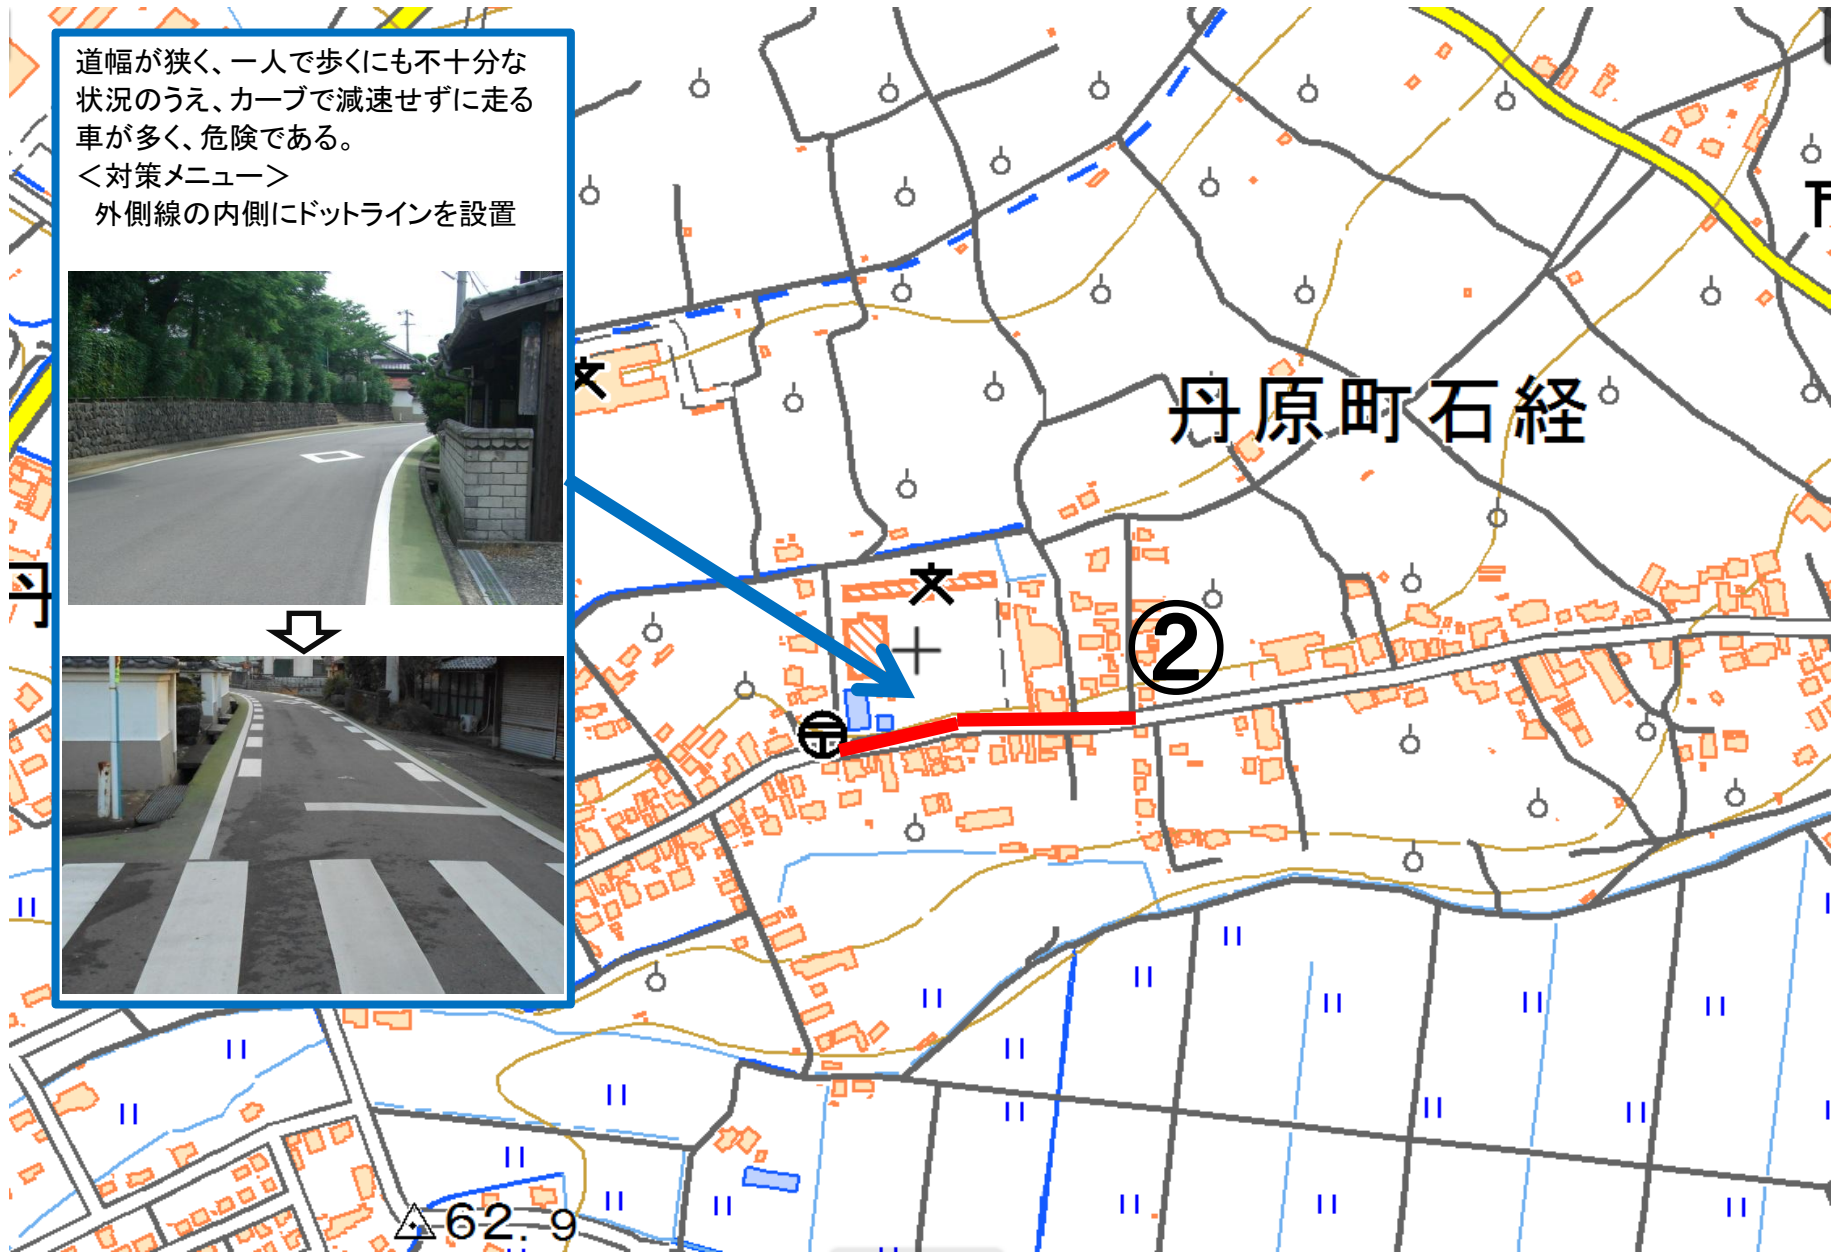 道幅が狭く、一人で歩くにも不十分な
状況のうえ、カーブで減速せずに走る
車が多く、危険である。
＜対策メニュー＞
外側線の内側にドットラインを設置
丹原町石経
丹
②
62.9